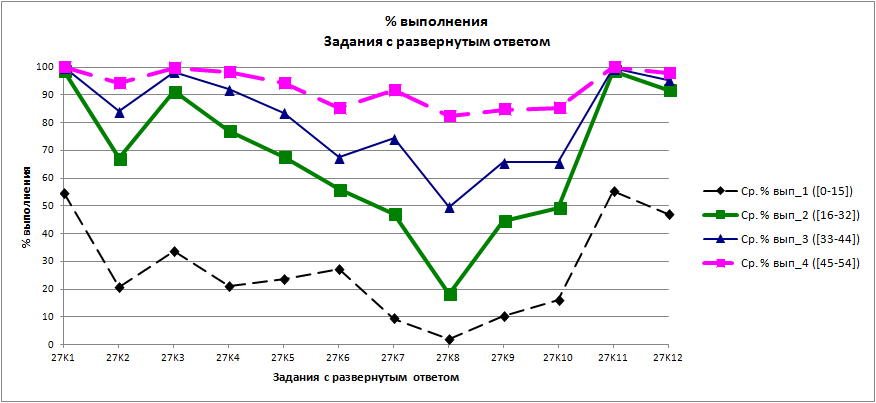 % выполнения
Задания с развернутым ответом
100
90
80
70
60
50
40
30
20
10
0
% выполнения
27К1 27К2 27К3 27К4 27К5 27К6 27К7 27К8 27К9 27К10 27К11 27К12
Задания с развернутым ответом
Ср. % вып_1 ([0-15])
Ср. % вып_2 ([16-32])
Ср. % вып_3 ([33-44])
Ср. % вып_4 ([45-54])